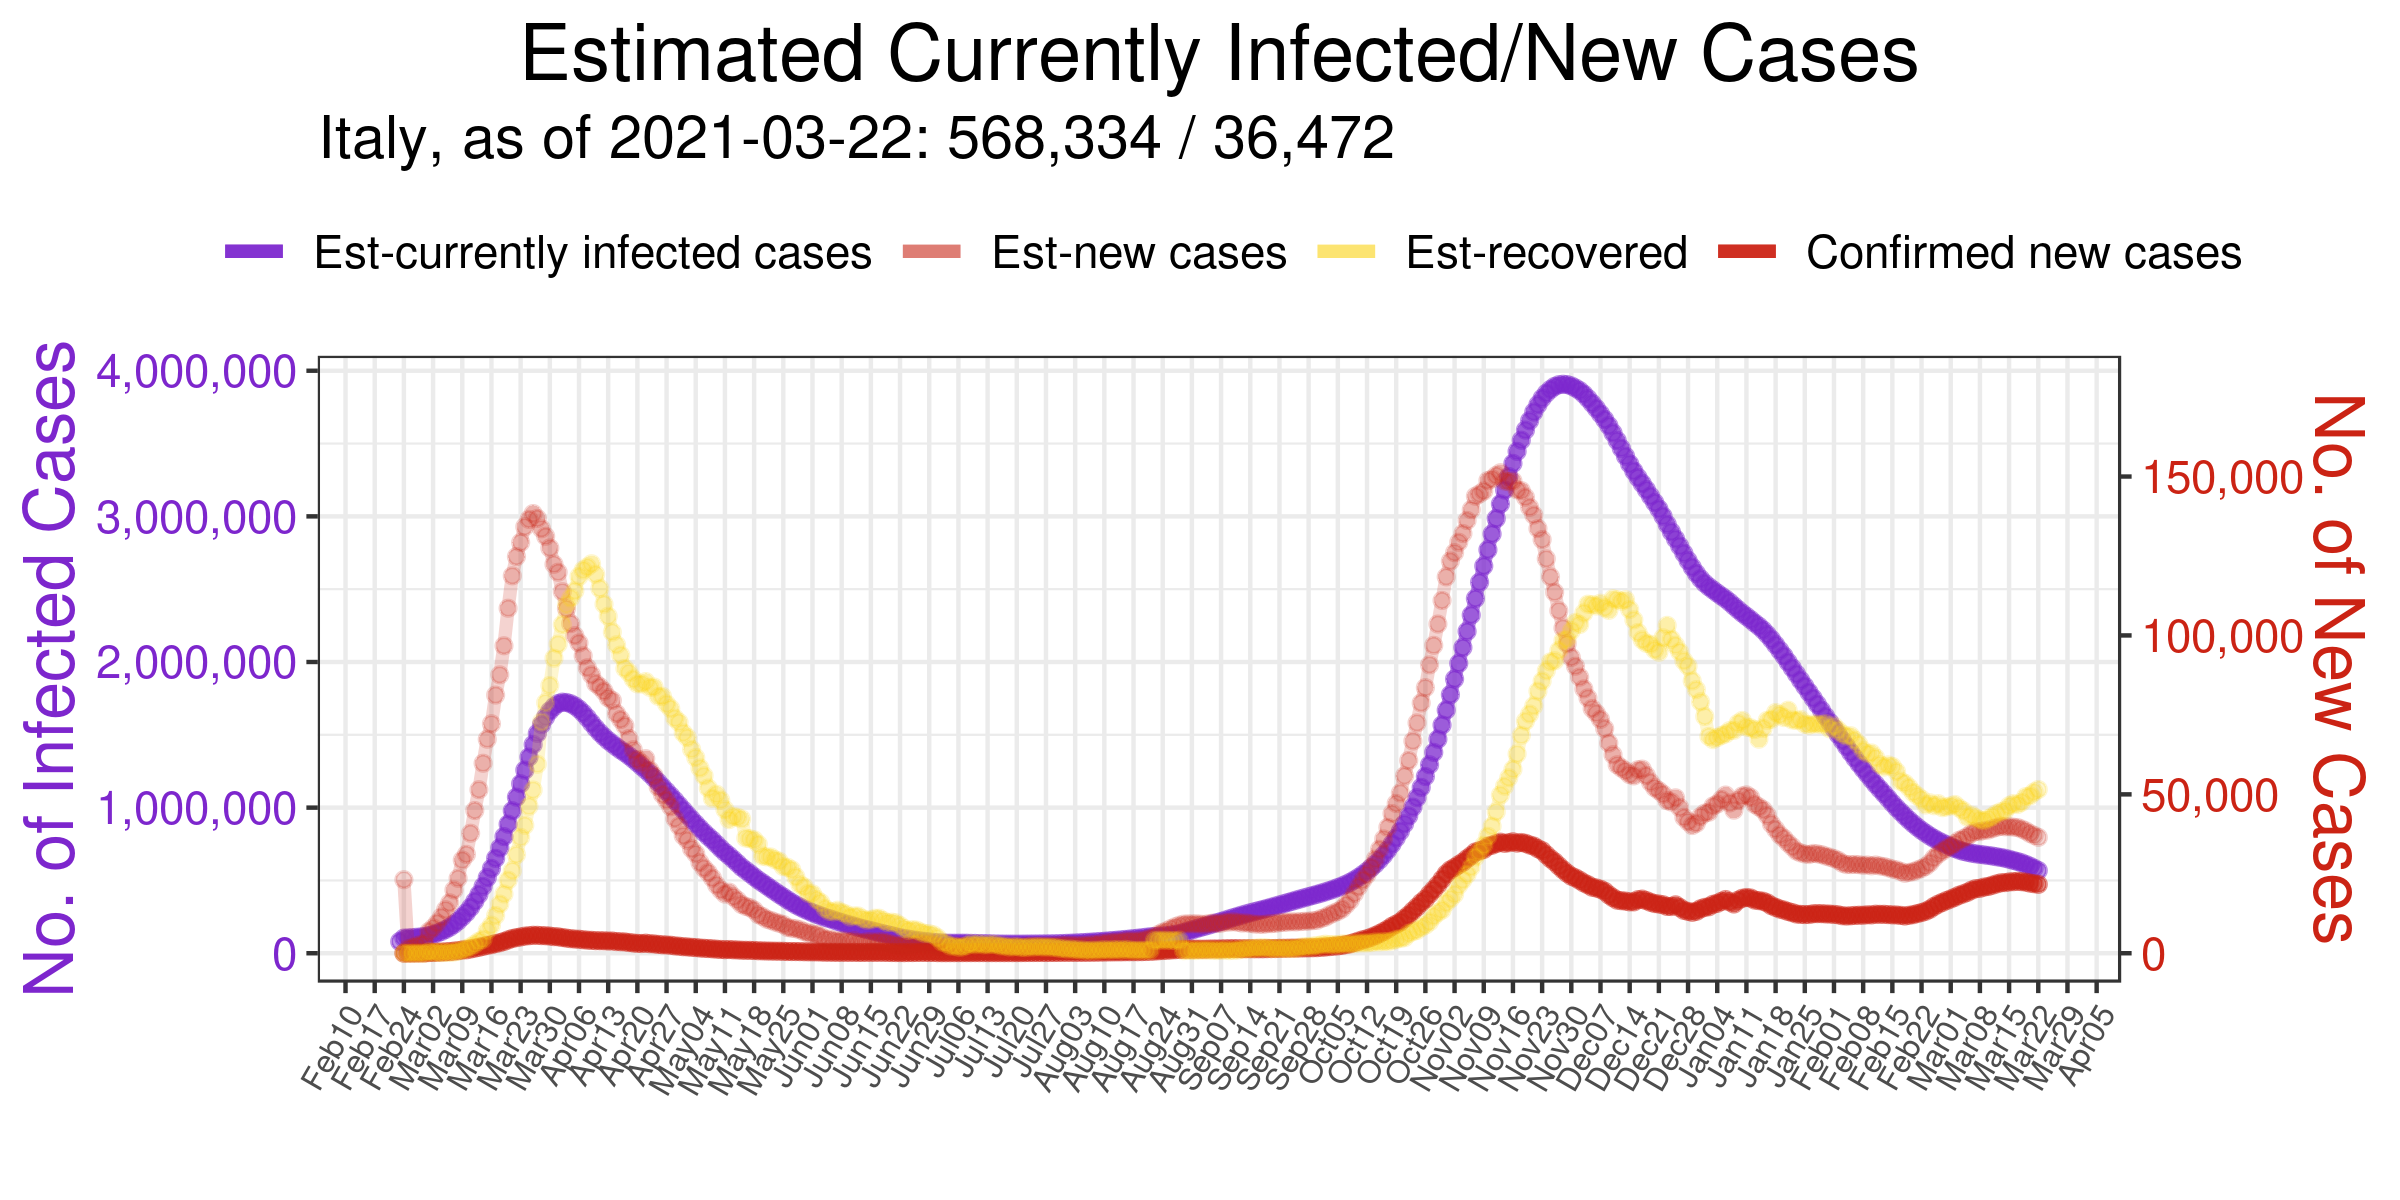 Estimated Currently Infected/New Cases
Italy, as of 2021-03-22: 568,334 / 36,472
Est-currently infected cases Est-new cases Est-recovered Confirmed new cases
No. of Infected Cases
4,000,000
3,000,000
2,000,000
1,000,000
0
150,000
100,000
50,000
0
No. of New Cases
Feb10 Feb17 Feb24 Mar02 Mar09 Mar16 Mar23 Mar30 Apr06 Apr13 Apr20 Apr27 May04 May11 May18 May25 Jun01 Jun08 Jun15 Jun22 Jun29 Jul06 Jul13 Jul20 Jul27 Aug03 Aug10 Aug17 Aug24 Aug31 Sep07 Sep14 Sep21 Sep28 Oct05 Oct12 Oct19 Oct26 Nov02 Nov09 Nov16 Nov23 Nov30 Dec07 Dec14 Dec21 Dec28 Jan04 Jan11 Jan18 Jan25 Feb01 Feb08 Feb15 Feb22 Mar01 Mar08 Mar15 Mar22 Mar29 Apr05